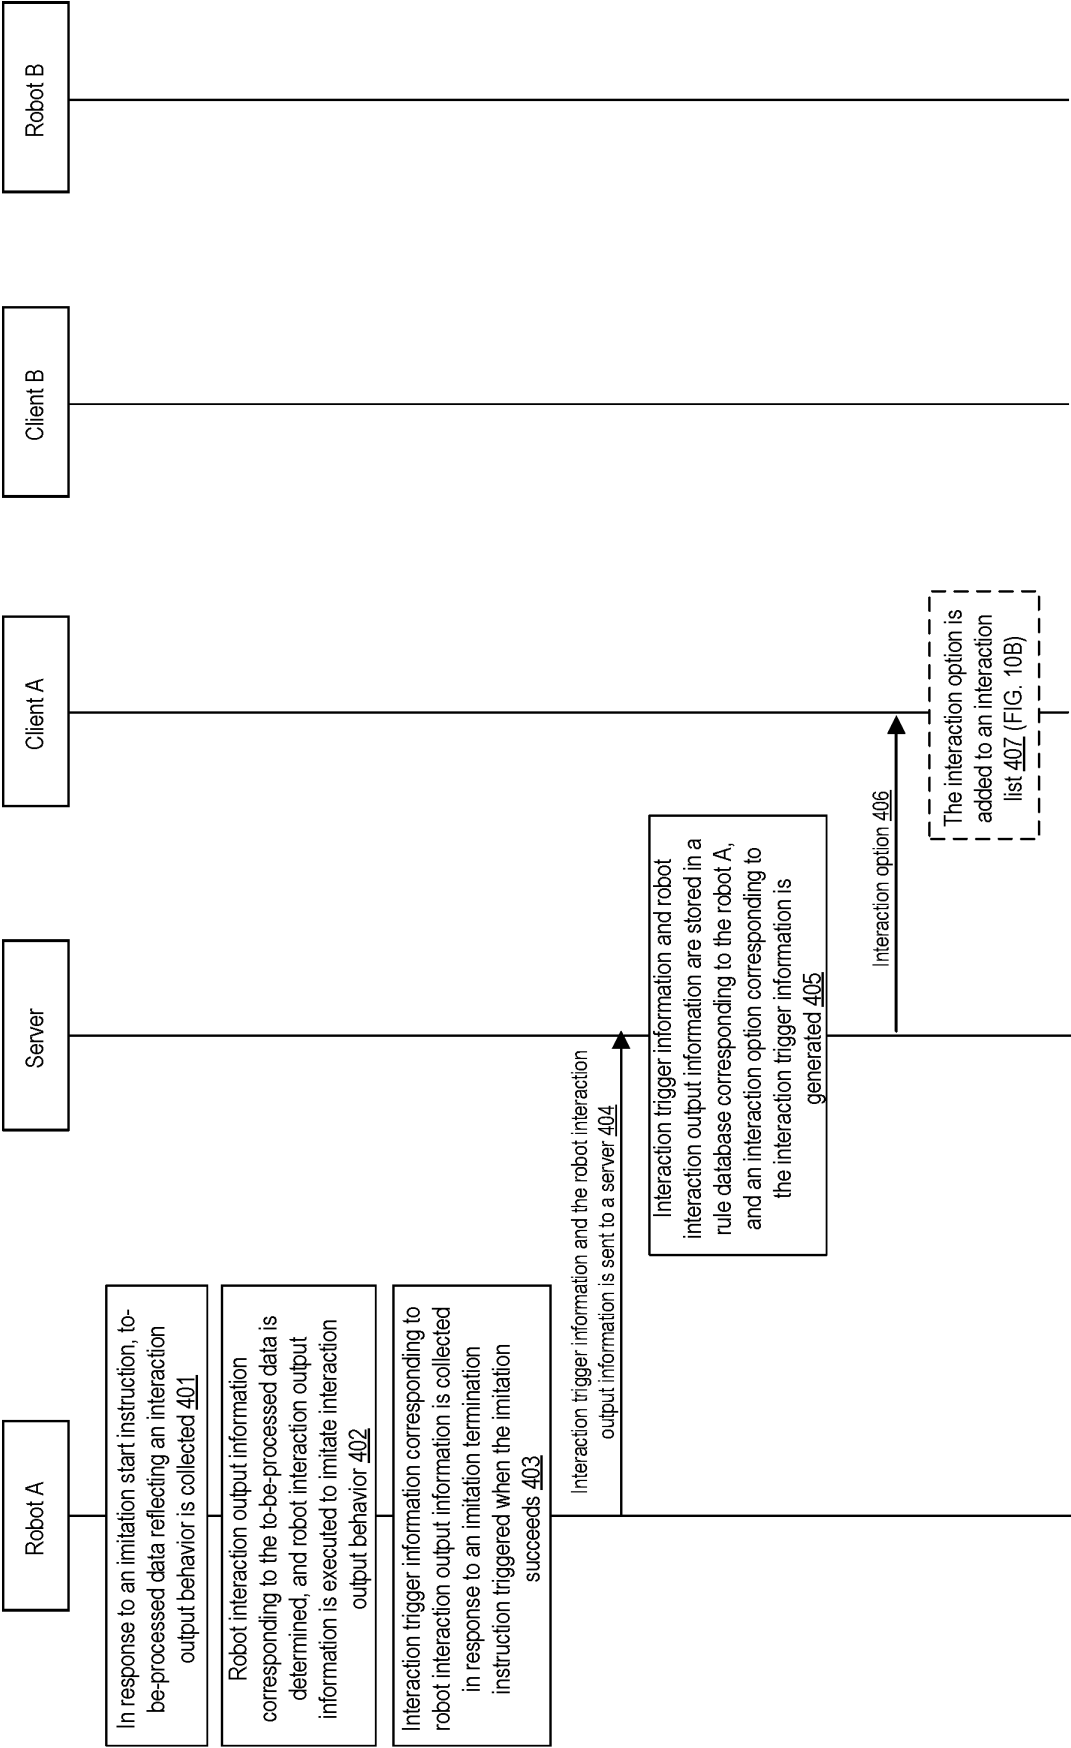 Robot A
Server
Client A
Client B
Robot B
In response to an imitation start instruction, to-
be-processed data reflecting an interaction
output behavior is collected 401
Robot interaction output information
corresponding to the to-be-processed data is
determined, and robot interaction output
information is executed to imitate interaction
output behavior 402
Interaction trigger information corresponding to
robot interaction output information is collected
in response to an imitation termination
instruction triggered when the imitation
succeeds 403
Interaction trigger information and the robot interaction
output information is sent to a server 404
Interaction trigger information and robot
interaction output information are stored in a
rule database corresponding to the robot A,
and an interaction option corresponding to
the interaction trigger information is
generated 405
Interaction option 406
The interaction option is
added to an interaction
list 407 (FIG. 10B)